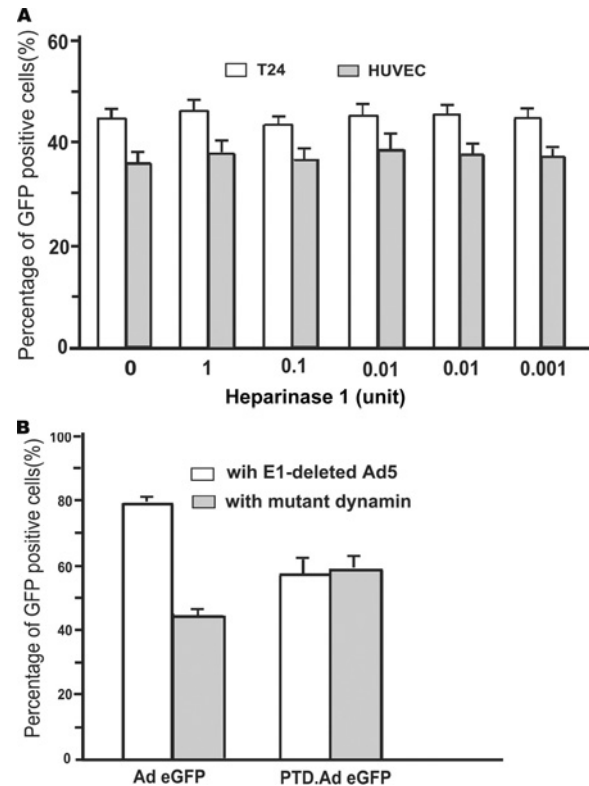 A
Percentage of GFP positive cells(%)
60
40
20
0
T24
HUVEC
0 1 0.1 0.01 0.01 0.001
Heparinase 1 (unit)
B
Percentage of GFP positive cells(%)
100
80
60
40
20
0
wih E1-deleted Ad5
with mutant dynamin
Ad eGFP PTD.Ad eGFP